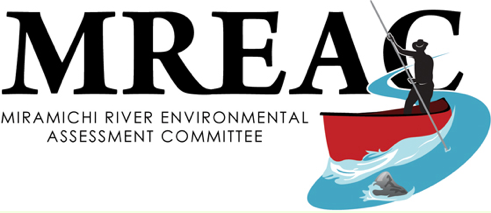 MREAC
MIRAMICHI RIVER ENVIRONMENTAL
ASSESSMENT COMMITTEE